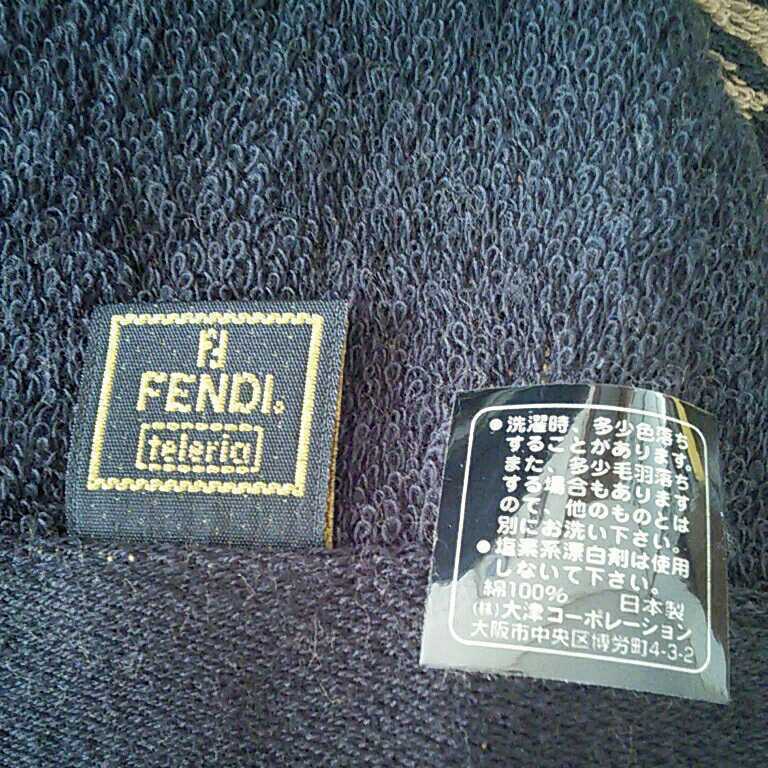 FENDI
teleria
●洗濯時、多少色落ち
することがあります。
また、多少毛羽落ち
する場合もあります
ので、他のものとは
別にお洗い下さい。
●塩素系漂白剤は使用
しないで下さい。
綿100% 日本製
(株)大津コーポレーション
大阪市中央区博労町4-3-2